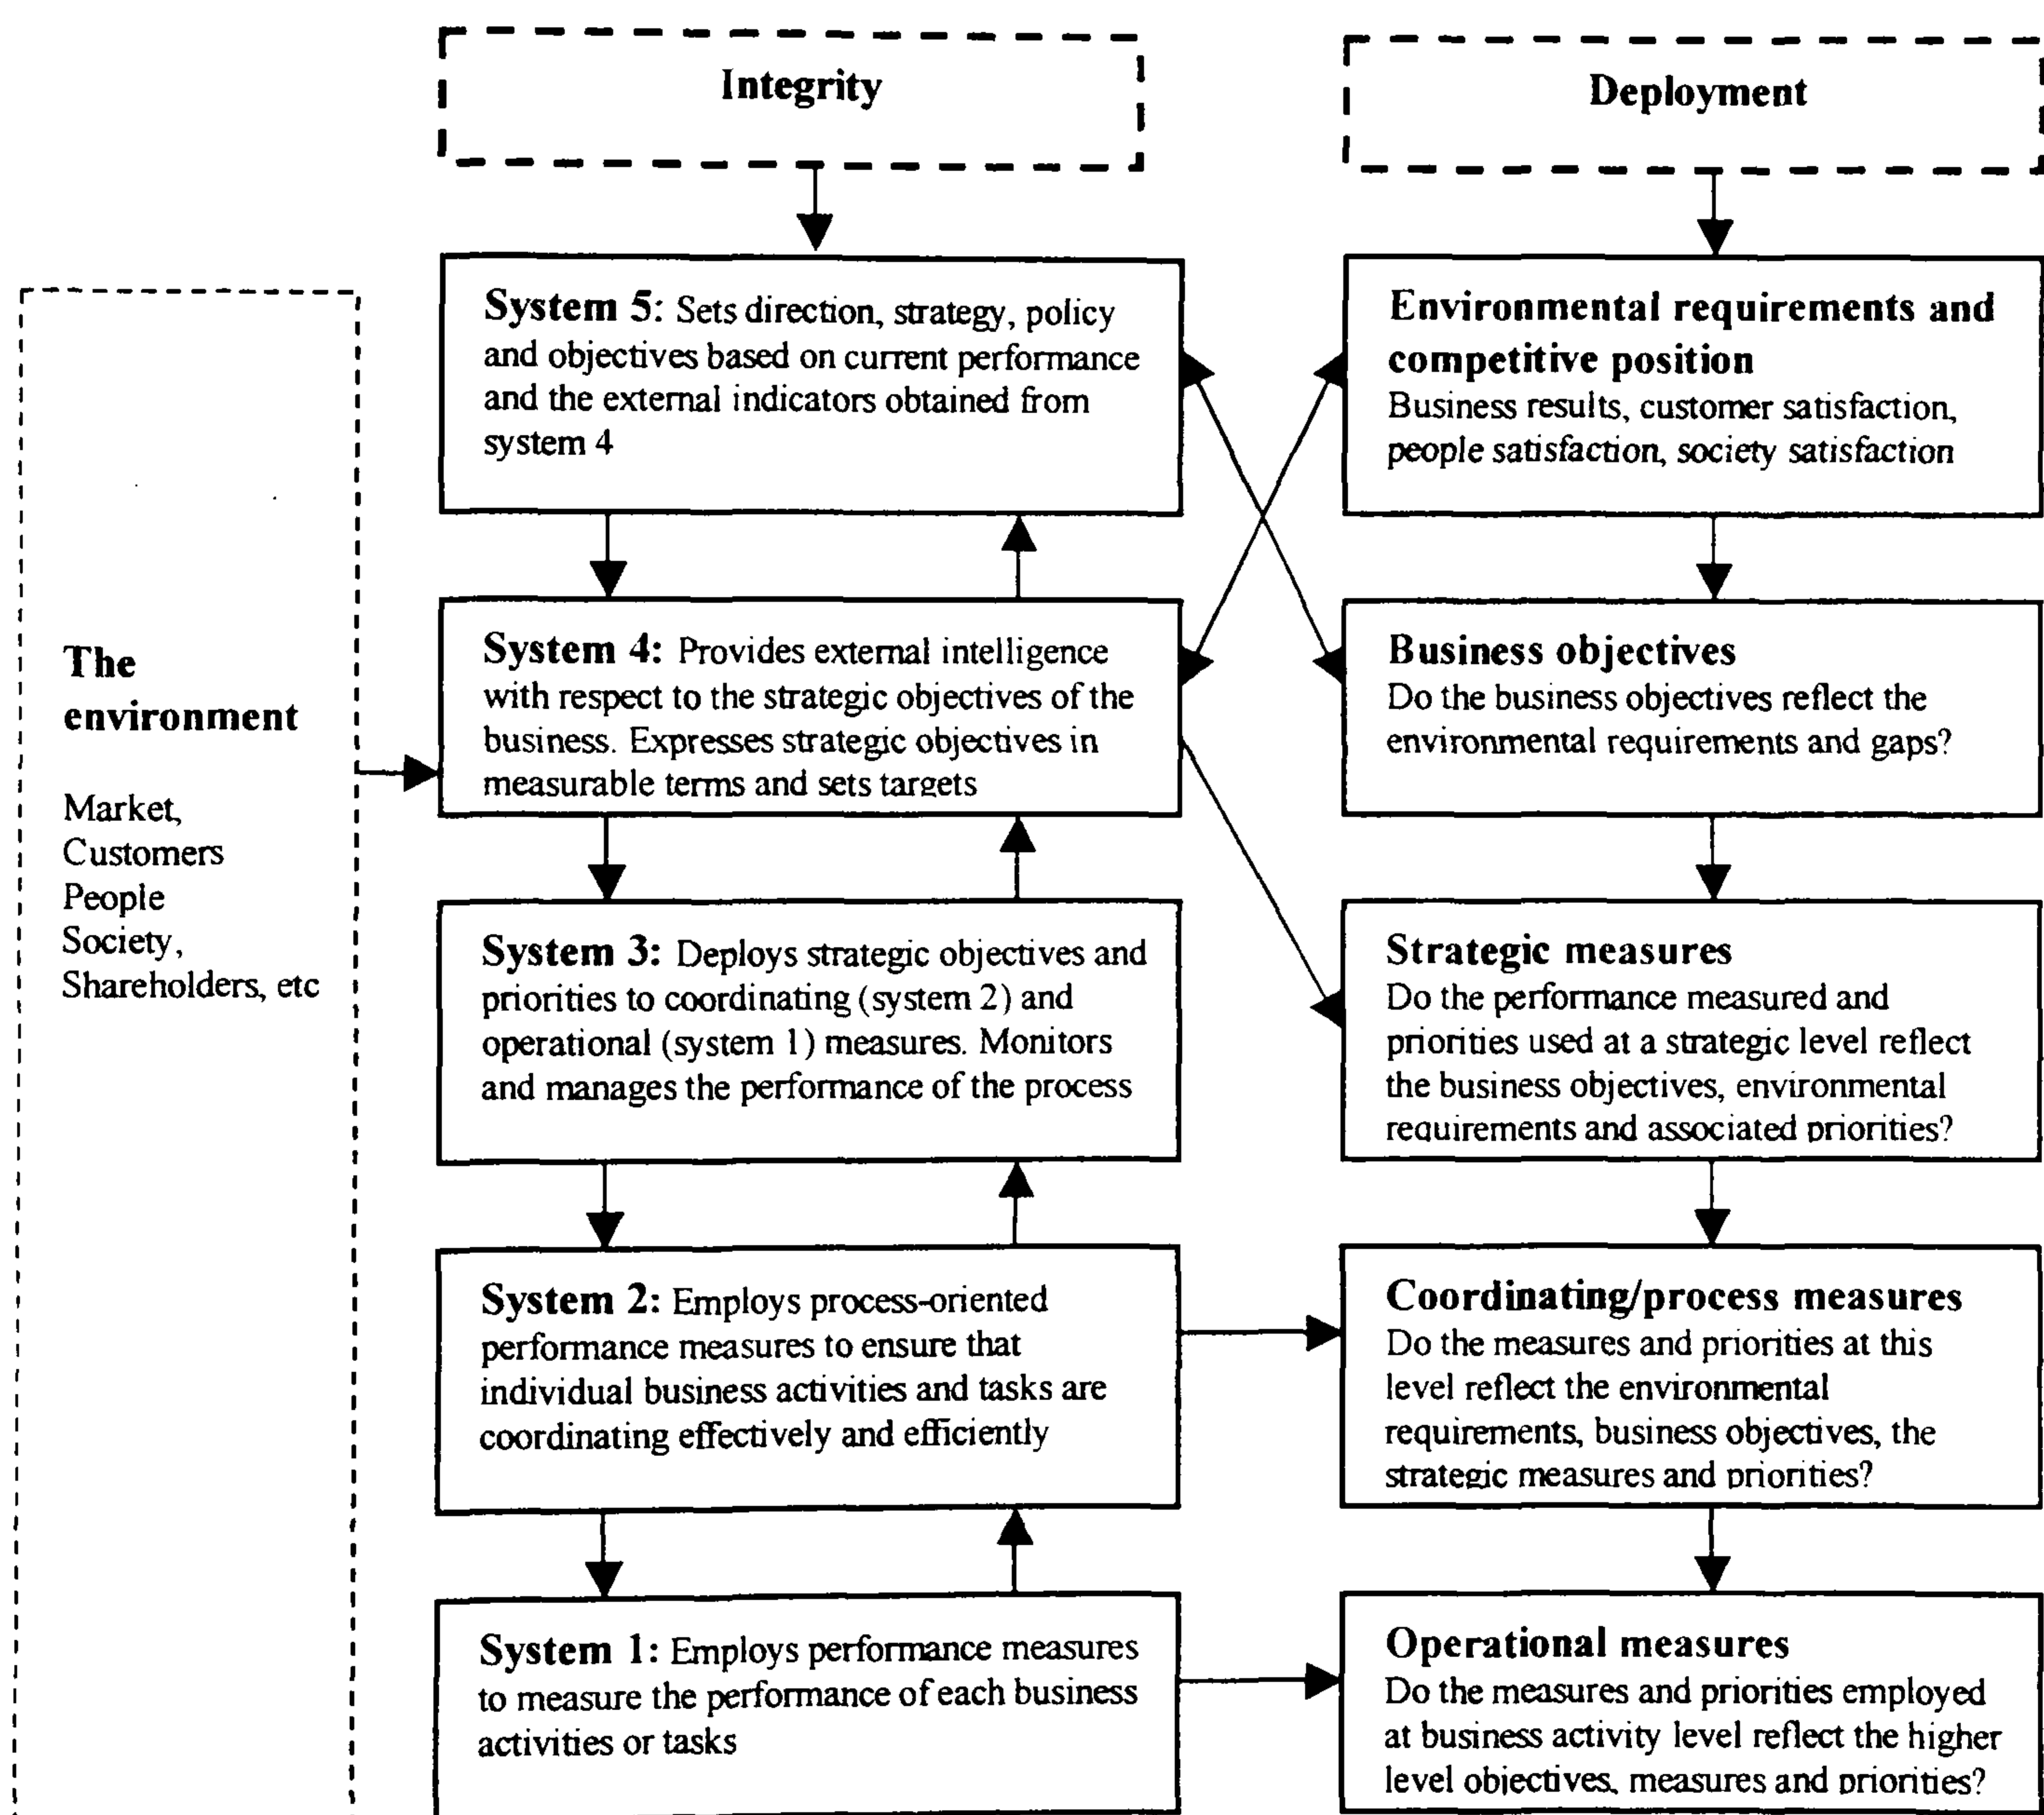 Integrity
Deployment
System 5: Sets direction, strategy, policy
and objectives based on current performance
and the external indicators obtained from
system 4
Environmental requirements and
competitive position
Business results, customer satisfaction,
people satisfaction, society satisfaction
The
environment
Market,
Customers
People
Society,
Shareholders, etc
System 4: Provides external intelligence
with respect to the strategic objectives of the
business. Expresses strategic objectives in
measurable terms and sets targets
Business objectives
Do the business objectives reflect the
environmental requirements and gaps?
System 3: Deploys strategic objectives and
priorities to coordinating (system 2) and
operational (system 1) measures. Monitors
and manages the performance of the process
Strategic measures
Do the performance measured and
priorities used at a strategic level reflect
the business objectives, environmental
requirements and associated priorities?
System 2: Employs process-oriented
performance measures to ensure that
individual business activities and tasks are
coordinating effectively and efficiently
Coordinating/process measures
Do the measures and priorities at this
level reflect the environmental
requirements, business objectives, the
strategic measures and priorities?
System 1: Employs performance measures
to measure the performance of each business
activities or tasks
Operational measures
Do the measures and priorities employed
at business activity level reflect the higher
level objectives, measures and priorities?